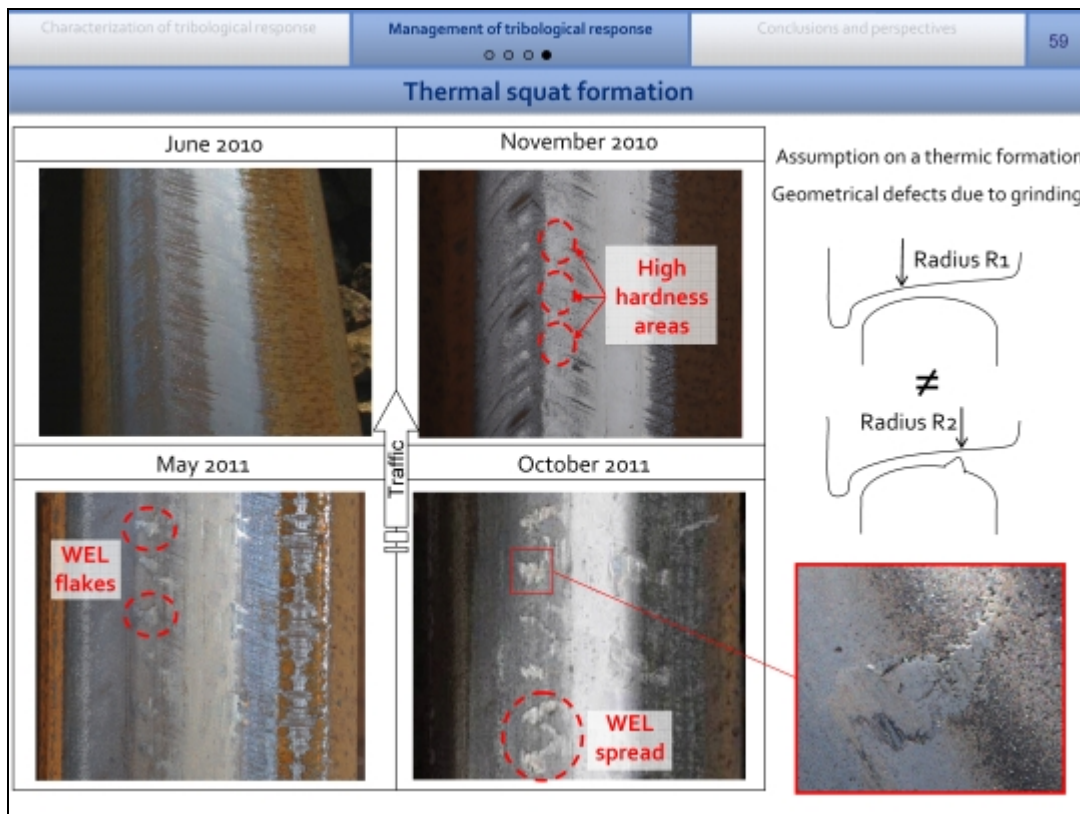 Characterization of tribological response
Management of tribological response
Conclusions and perspectives
59
Thermal squat formation
June 2010
November 2010
High
hardness
areas
Traffic
May 2011
October 2011
WEL
flakes
WEL
spread
Assumption on a thermic formation
Geometrical defects due to grinding
Radius R1
≠
Radius R2